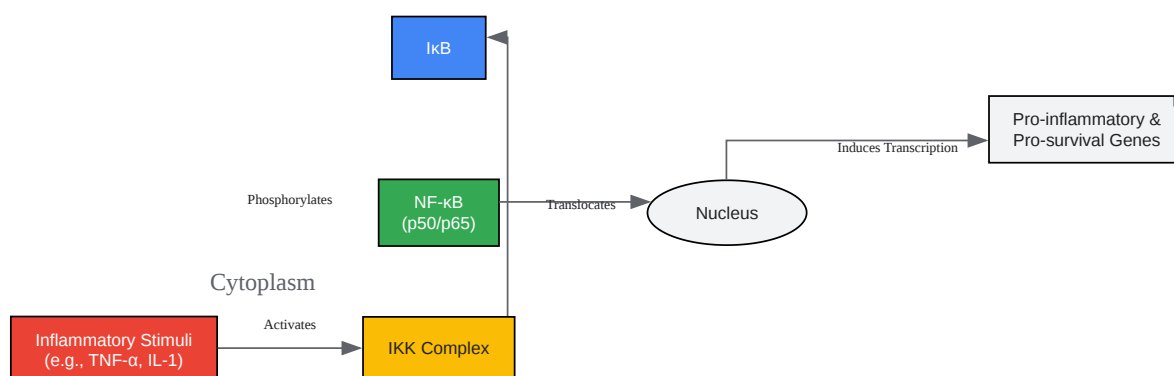 IκB
Pro-inflammatory &
Pro-survival Genes
Induces Transcription
Phosphorylates
NF-κB
(p50/p65)
Translocates
Nucleus
Cytoplasm
Activates
Inflammatory Stimuli
(e.g., TNF-α, IL-1)
IKK Complex